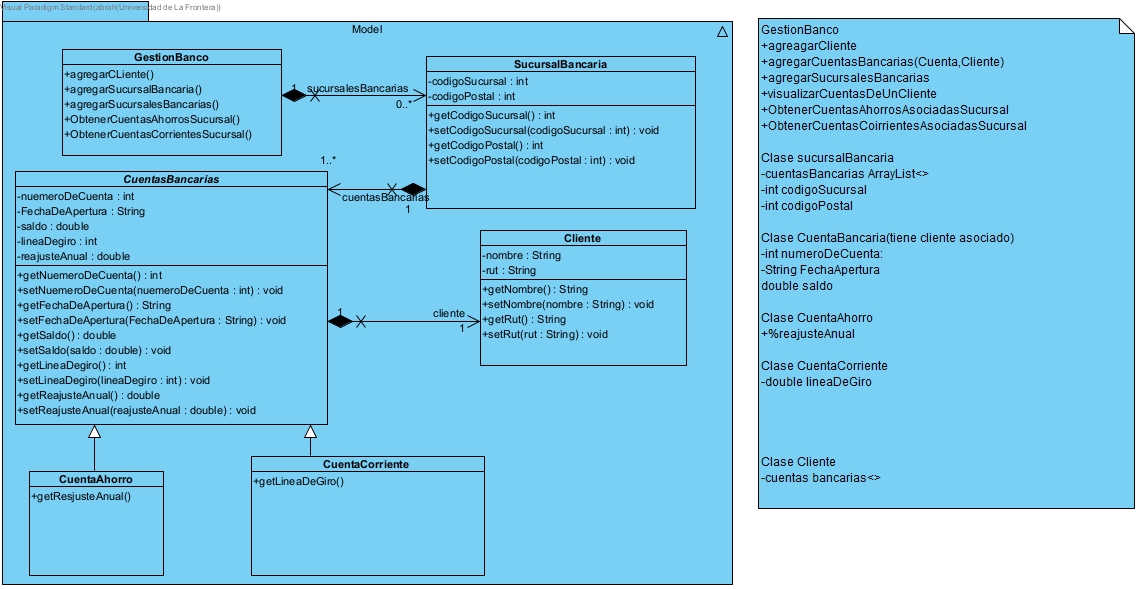 Visual Paradigm Standard(abrah(Universidad de La Frontera))
Model
GestionBanco
+agregarCLiente()
+agregarSucursalBancaria()
+agregarSucursalesBancarias()
+ObtenerCuentasAhorrosSucursal()
+ObtenerCuentasCorrientesSucursal()
1
sucursalesBancarias
0..*
SucursalBancaria
-codigoSucursal : int
-codigoPostal : int
+getCodigoSucursal() : int
+setCodigoSucursal(codigoSucursal : int) : void
+getCodigoPostal() : int
+setCodigoPostal(codigoPostal : int) : void
1..*
cuentasBancarias
1
CuentasBancarias
-nuemeroDeCuenta : int
-FechaDeApertura : String
-saldo : double
-lineaDegiro : int
-reajusteAnual : double
+getNuemeroDeCuenta() : int
+setNuemeroDeCuenta(nuemeroDeCuenta : int) : void
+getFechaDeApertura() : String
+setFechaDeApertura(FechaDeApertura : String) : void
+getSaldo() : double
+setSaldo(saldo : double) : void
+getLineaDegiro() : int
+setLineaDegiro(lineaDegiro : int) : void
+getReajusteAnual() : double
+setReajusteAnual(reajusteAnual : double) : void
1
cliente
1
Cliente
-nombre : String
-rut : String
+getNombre() : String
+setNombre(nombre : String) : void
+getRut() : String
+setRut(rut : String) : void
CuentaAhorro
+getResjusteAnual()
CuentaCorriente
+getLineaDeGiro()
GestionBanco
+agreagarCliente
+agregarCuentasBancarias(Cuenta,Cliente)
+agregarSucursalesBancarias
+visualizarCuentasDeUnCliente
+ObtenerCuentasAhorrosAsociadasSucursal
+ObtenerCuentasCoirrientesAsociadasSucursal
Clase sucursalBancaria
-cuentasBancarias ArrayList<>
-int codigoSucursal
-int codigoPostal
Clase CuentaBancaria(tiene cliente asociado)
-int numeroDeCuenta:
-String FechaApertura
double saldo
Clase CuentaAhorro
+%reajusteAnual
Clase CuentaCorriente
-double lineaDeGiro
Clase Cliente
-cuentas bancarias<>